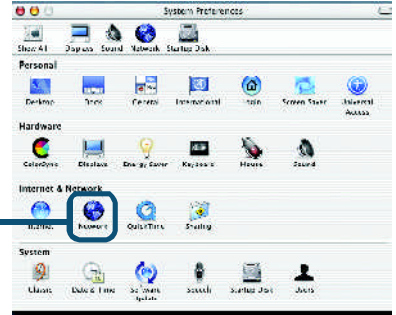 System Preferences
Show All Displays Sound Network Startup Disk
Personal
Desktop Dock General International Login Screen Saver Universal Access
Hardware
ColorSync Displays Energy Saver Keyboard Mouse Sound
Internet & Network
Internet Network QuickTime Sharing
System
Classic Date & Time Software Update Speech Startup Disk Users